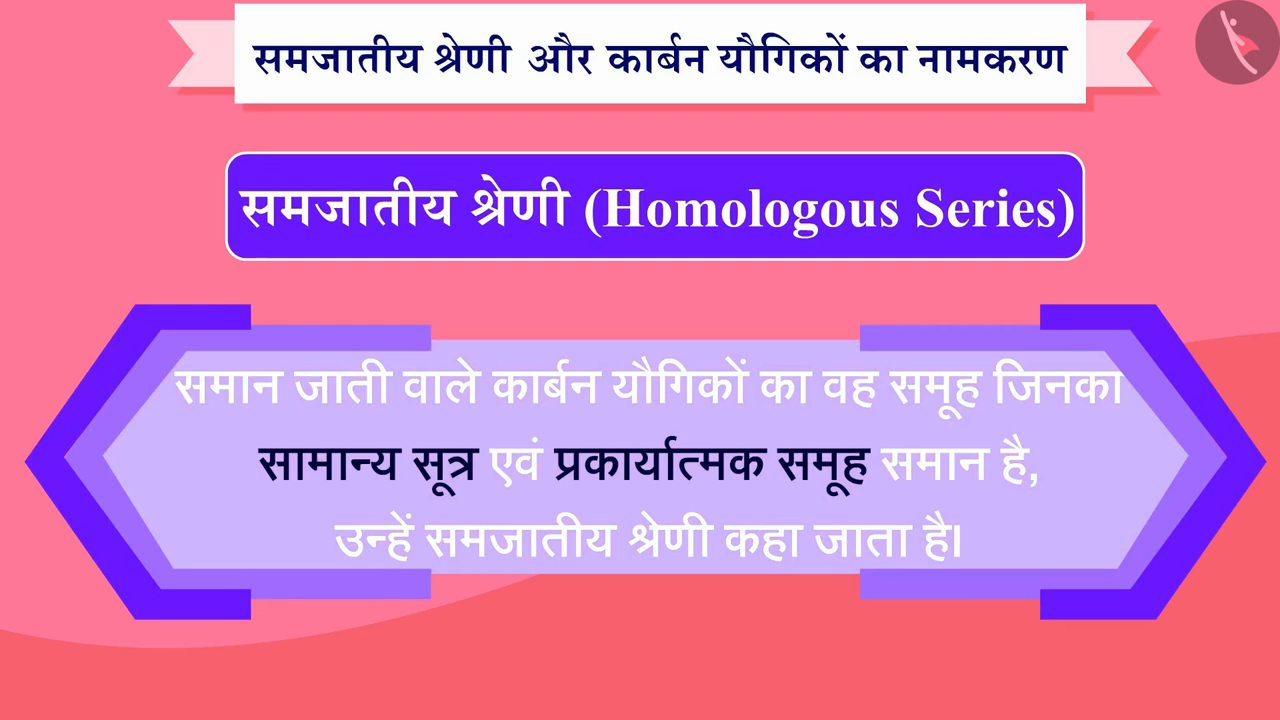 समजातीय श्रेणी और कार्बन यौगिकों का नामकरण
समजातीय श्रेणी (Homologous Series)
समान जाती वाले कार्बन यौगिकों का वह समूह जिनका
सामान्य सूत्र एवं प्रकार्यात्मक समूह समान है,
उन्हें समजातीय श्रेणी कहा जाता है।